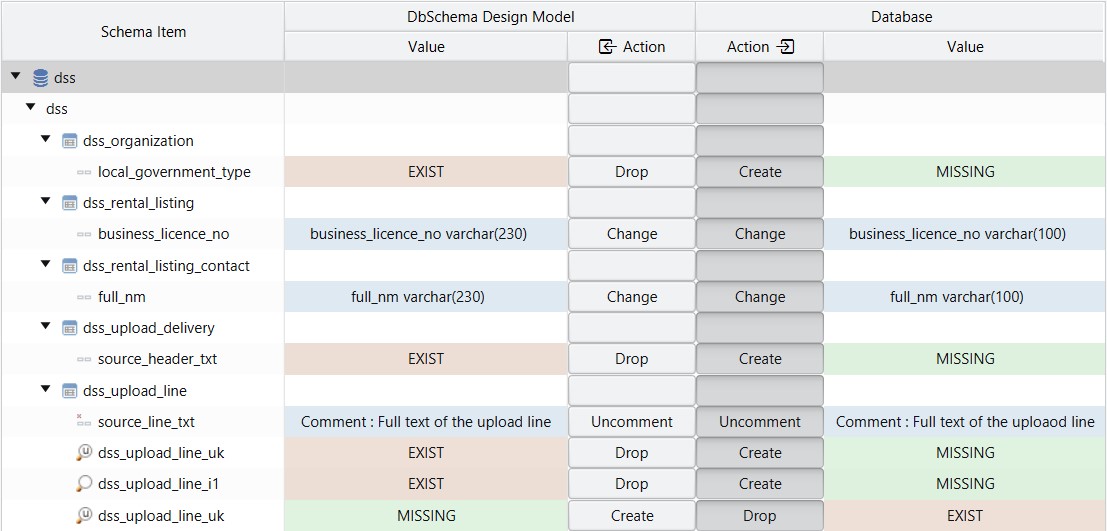 Schema Item DbSchema Design Model Database
Value Action Action Value
dss
dss
dss_organization
local_government_type EXIST Drop Create MISSING
dss_rental_listing
business_licence_no business_licence_no varchar(230) Change Change business_licence_no varchar(100)
dss_rental_listing_contact
full_nm full_nm varchar(230) Change Change full_nm varchar(100)
dss_upload_delivery
source_header_txt EXIST Drop Create MISSING
dss_upload_line
source_line_txt Comment : Full text of the upload line Uncomment Uncomment Comment : Full text of the uploaod line
dss_upload_line_uk EXIST Drop Create MISSING
dss_upload_line_i1 EXIST Drop Create MISSING
dss_upload_line_uk MISSING Create Drop EXIST